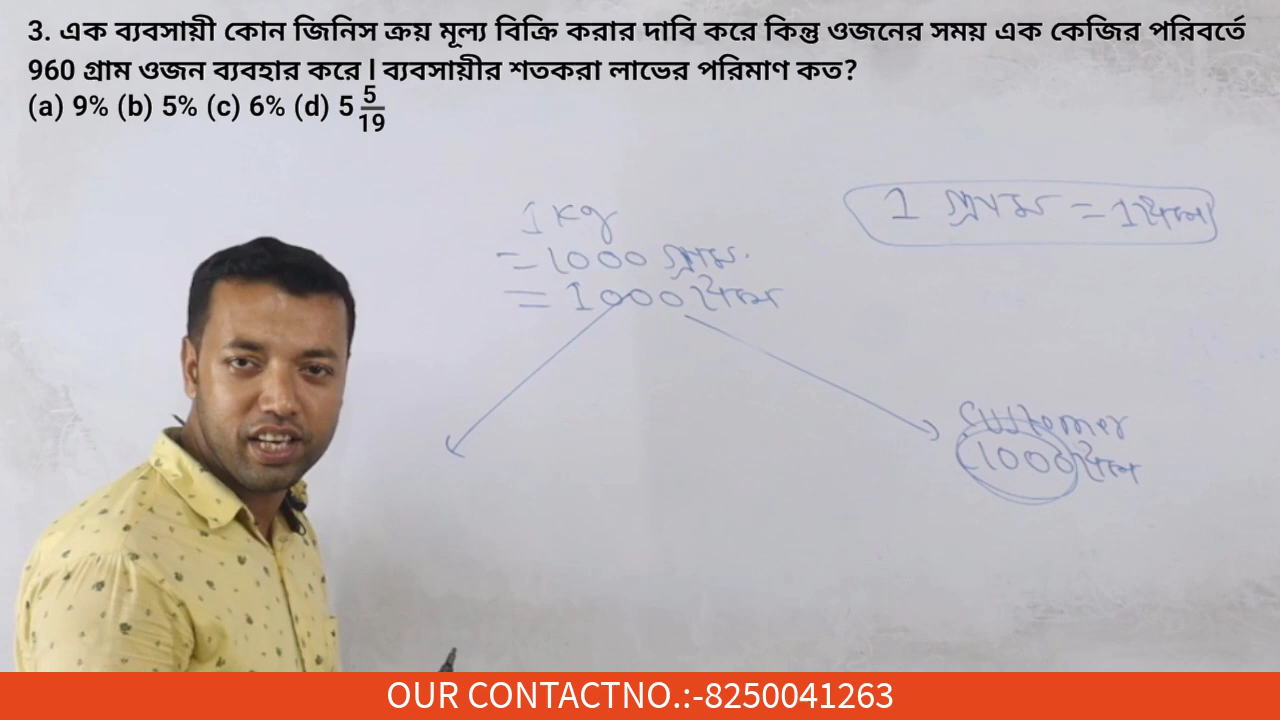 3. এক ব্যবসায়ী কোন জিনিস ক্রয় মূল্য বিক্রি করার দাবি করে কিন্তু ওজনের সময় এক কেজির পরিবর্তে
960 গ্রাম ওজন ব্যবহার করে। ব্যবসায়ীর শতকরা লাভের পরিমাণ কত?
(a) 9% (b) 5% (c) 6% (d) 5 5/19
1 গ্রাম = 1 পয়সা
1 Kg
= 1000 গ্রাম
= 1000 পয়সা
Customer
1000 পয়সা
OUR CONTACTNO.:-8250041263